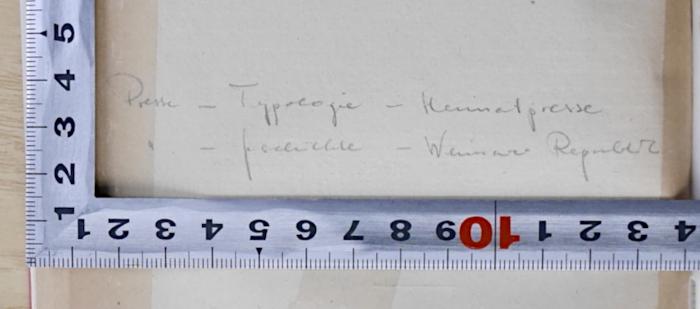 Presse – Typologie – Heimatpresse
" – Geschichte – Weimarer Republik
5
4
3
2
1
1 2 3 4 5 6 7 8 9 10 1 2 3 4